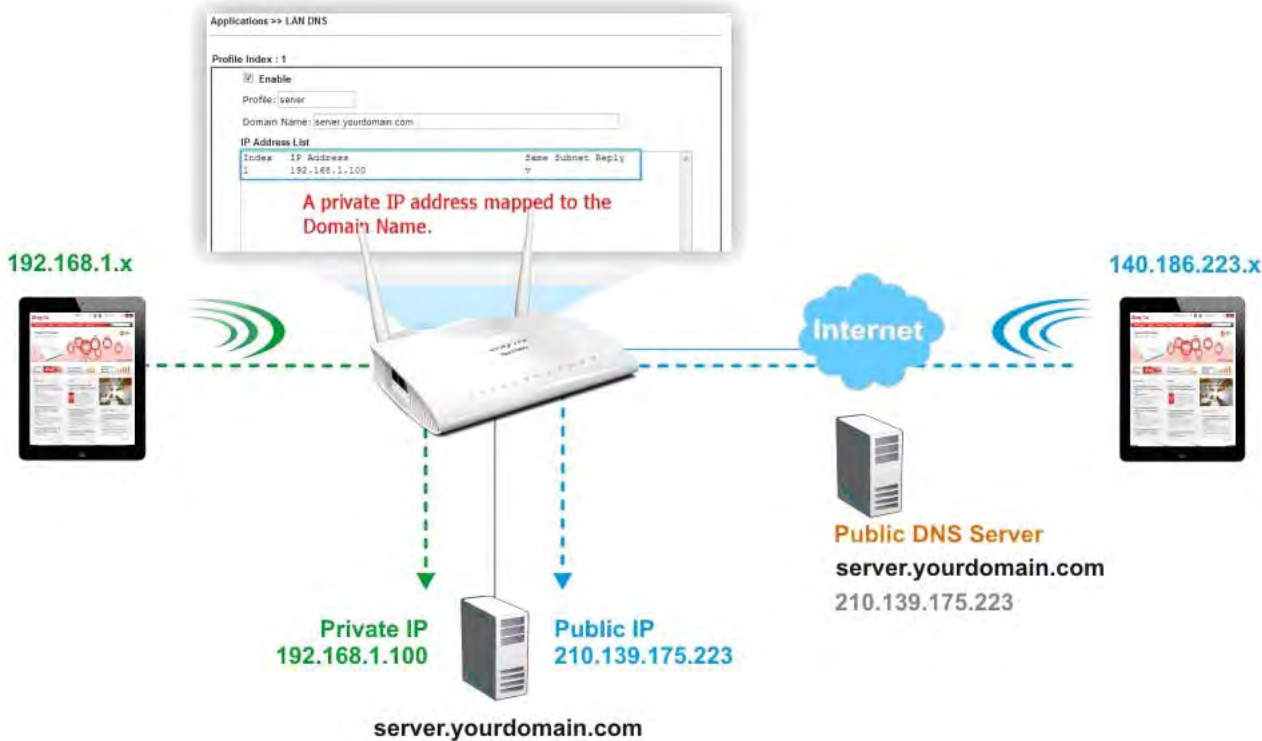 Applications >> LAN DNS
Profile Index : 1
Enable
Profile: server
Domain Name: server.yourdomain.com
IP Address List
Index IP Address Same Subnet Reply
1 192.168.1.100 v
A private IP address mapped to the
Domain Name.
192.168.1.x
140.186.223.x
Internet
Public DNS Server
server.yourdomain.com
210.139.175.223
Private IP
192.168.1.100
Public IP
210.139.175.223
server.yourdomain.com